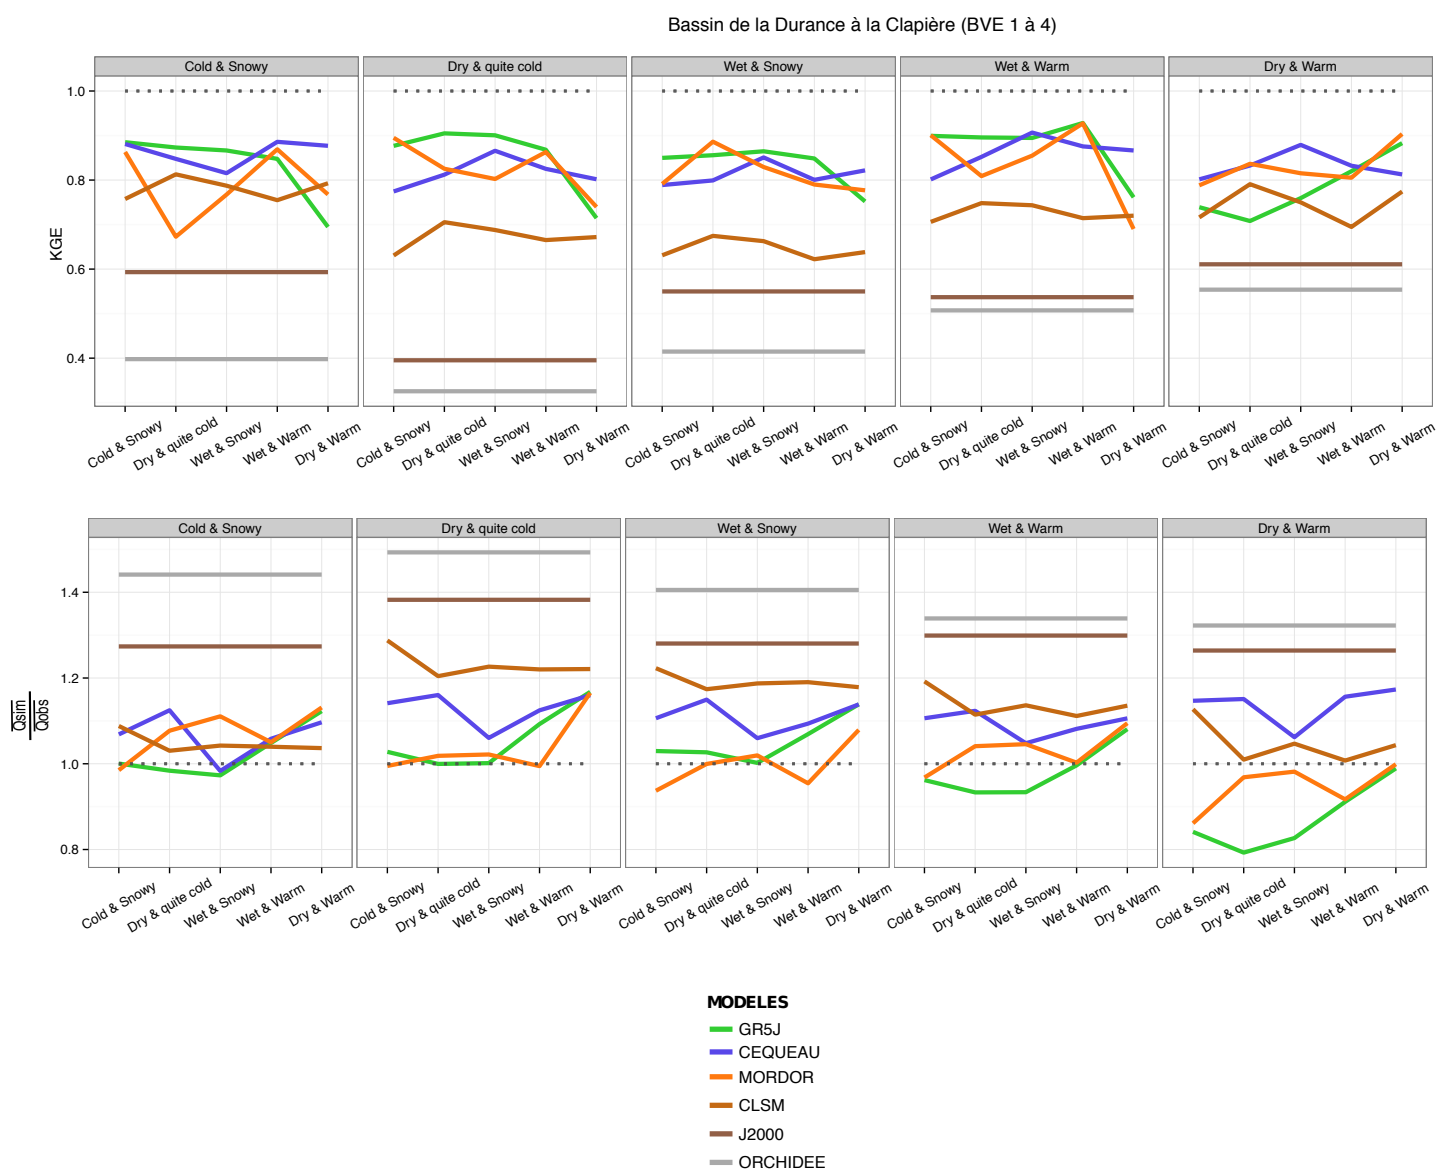 Bassin de la Durance à la Clapière (BVE 1 à 4)
Cold & Snowy
Dry & quite cold
Wet & Snowy
Wet & Warm
Dry & Warm
KGE
1.0
0.8
0.6
0.4
Cold & Snowy
Dry & quite cold
Wet & Snowy
Wet & Warm
Dry & Warm
Cold & Snowy
Dry & quite cold
Wet & Snowy
Wet & Warm
Dry & Warm
Cold & Snowy
Dry & quite cold
Wet & Snowy
Wet & Warm
Dry & Warm
Cold & Snowy
Dry & quite cold
Wet & Snowy
Wet & Warm
Dry & Warm
Cold & Snowy
Dry & quite cold
Wet & Snowy
Wet & Warm
Dry & Warm
Cold & Snowy
Dry & quite cold
Wet & Snowy
Wet & Warm
Dry & Warm
Qsim
Qobs
1.4
1.2
1.0
0.8
Cold & Snowy
Dry & quite cold
Wet & Snowy
Wet & Warm
Dry & Warm
Cold & Snowy
Dry & quite cold
Wet & Snowy
Wet & Warm
Dry & Warm
Cold & Snowy
Dry & quite cold
Wet & Snowy
Wet & Warm
Dry & Warm
Cold & Snowy
Dry & quite cold
Wet & Snowy
Wet & Warm
Dry & Warm
Cold & Snowy
Dry & quite cold
Wet & Snowy
Wet & Warm
Dry & Warm
MODELES
GR5J
CEQUEAU
MORDOR
CLSM
J2000
ORCHIDEE